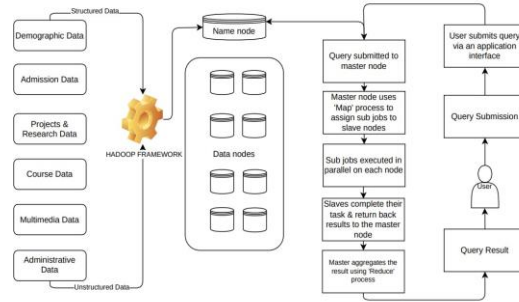 Structured Data
Demographic Data
Admission Data
Projects &
Research Data
Course Data
Multimedia Data
Administrative
Data
Unstructured Data
HADOOP FRAMEWORK
Name node
Data nodes
Query submitted to
master node
Master node uses
'Map' process to
assign sub jobs to
slave nodes
Sub jobs executed in
parallel on each node
Slaves complete their
task & return back
results to the master
node
Master aggregates the
result using 'Reduce'
process
User submits query
via an application
interface
Query Submission
User
Query Result